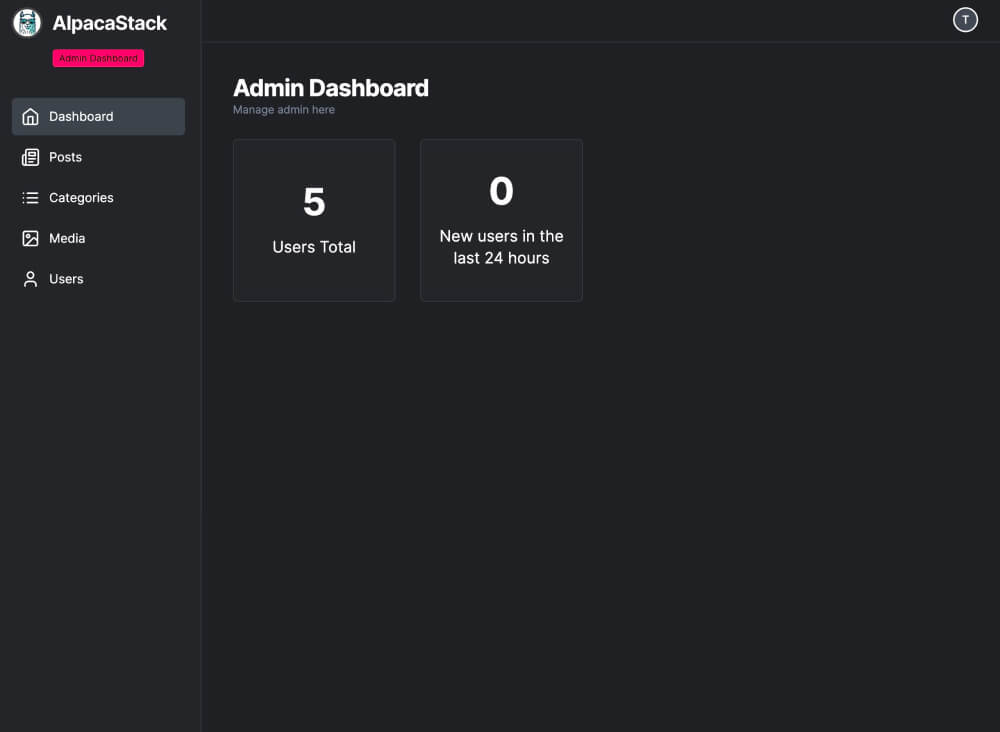 AlpacaStack
Admin Dashboard
Dashboard
Posts
Categories
Media
Users
T
Admin Dashboard
Manage admin here
5
Users Total
0
New users in the
last 24 hours